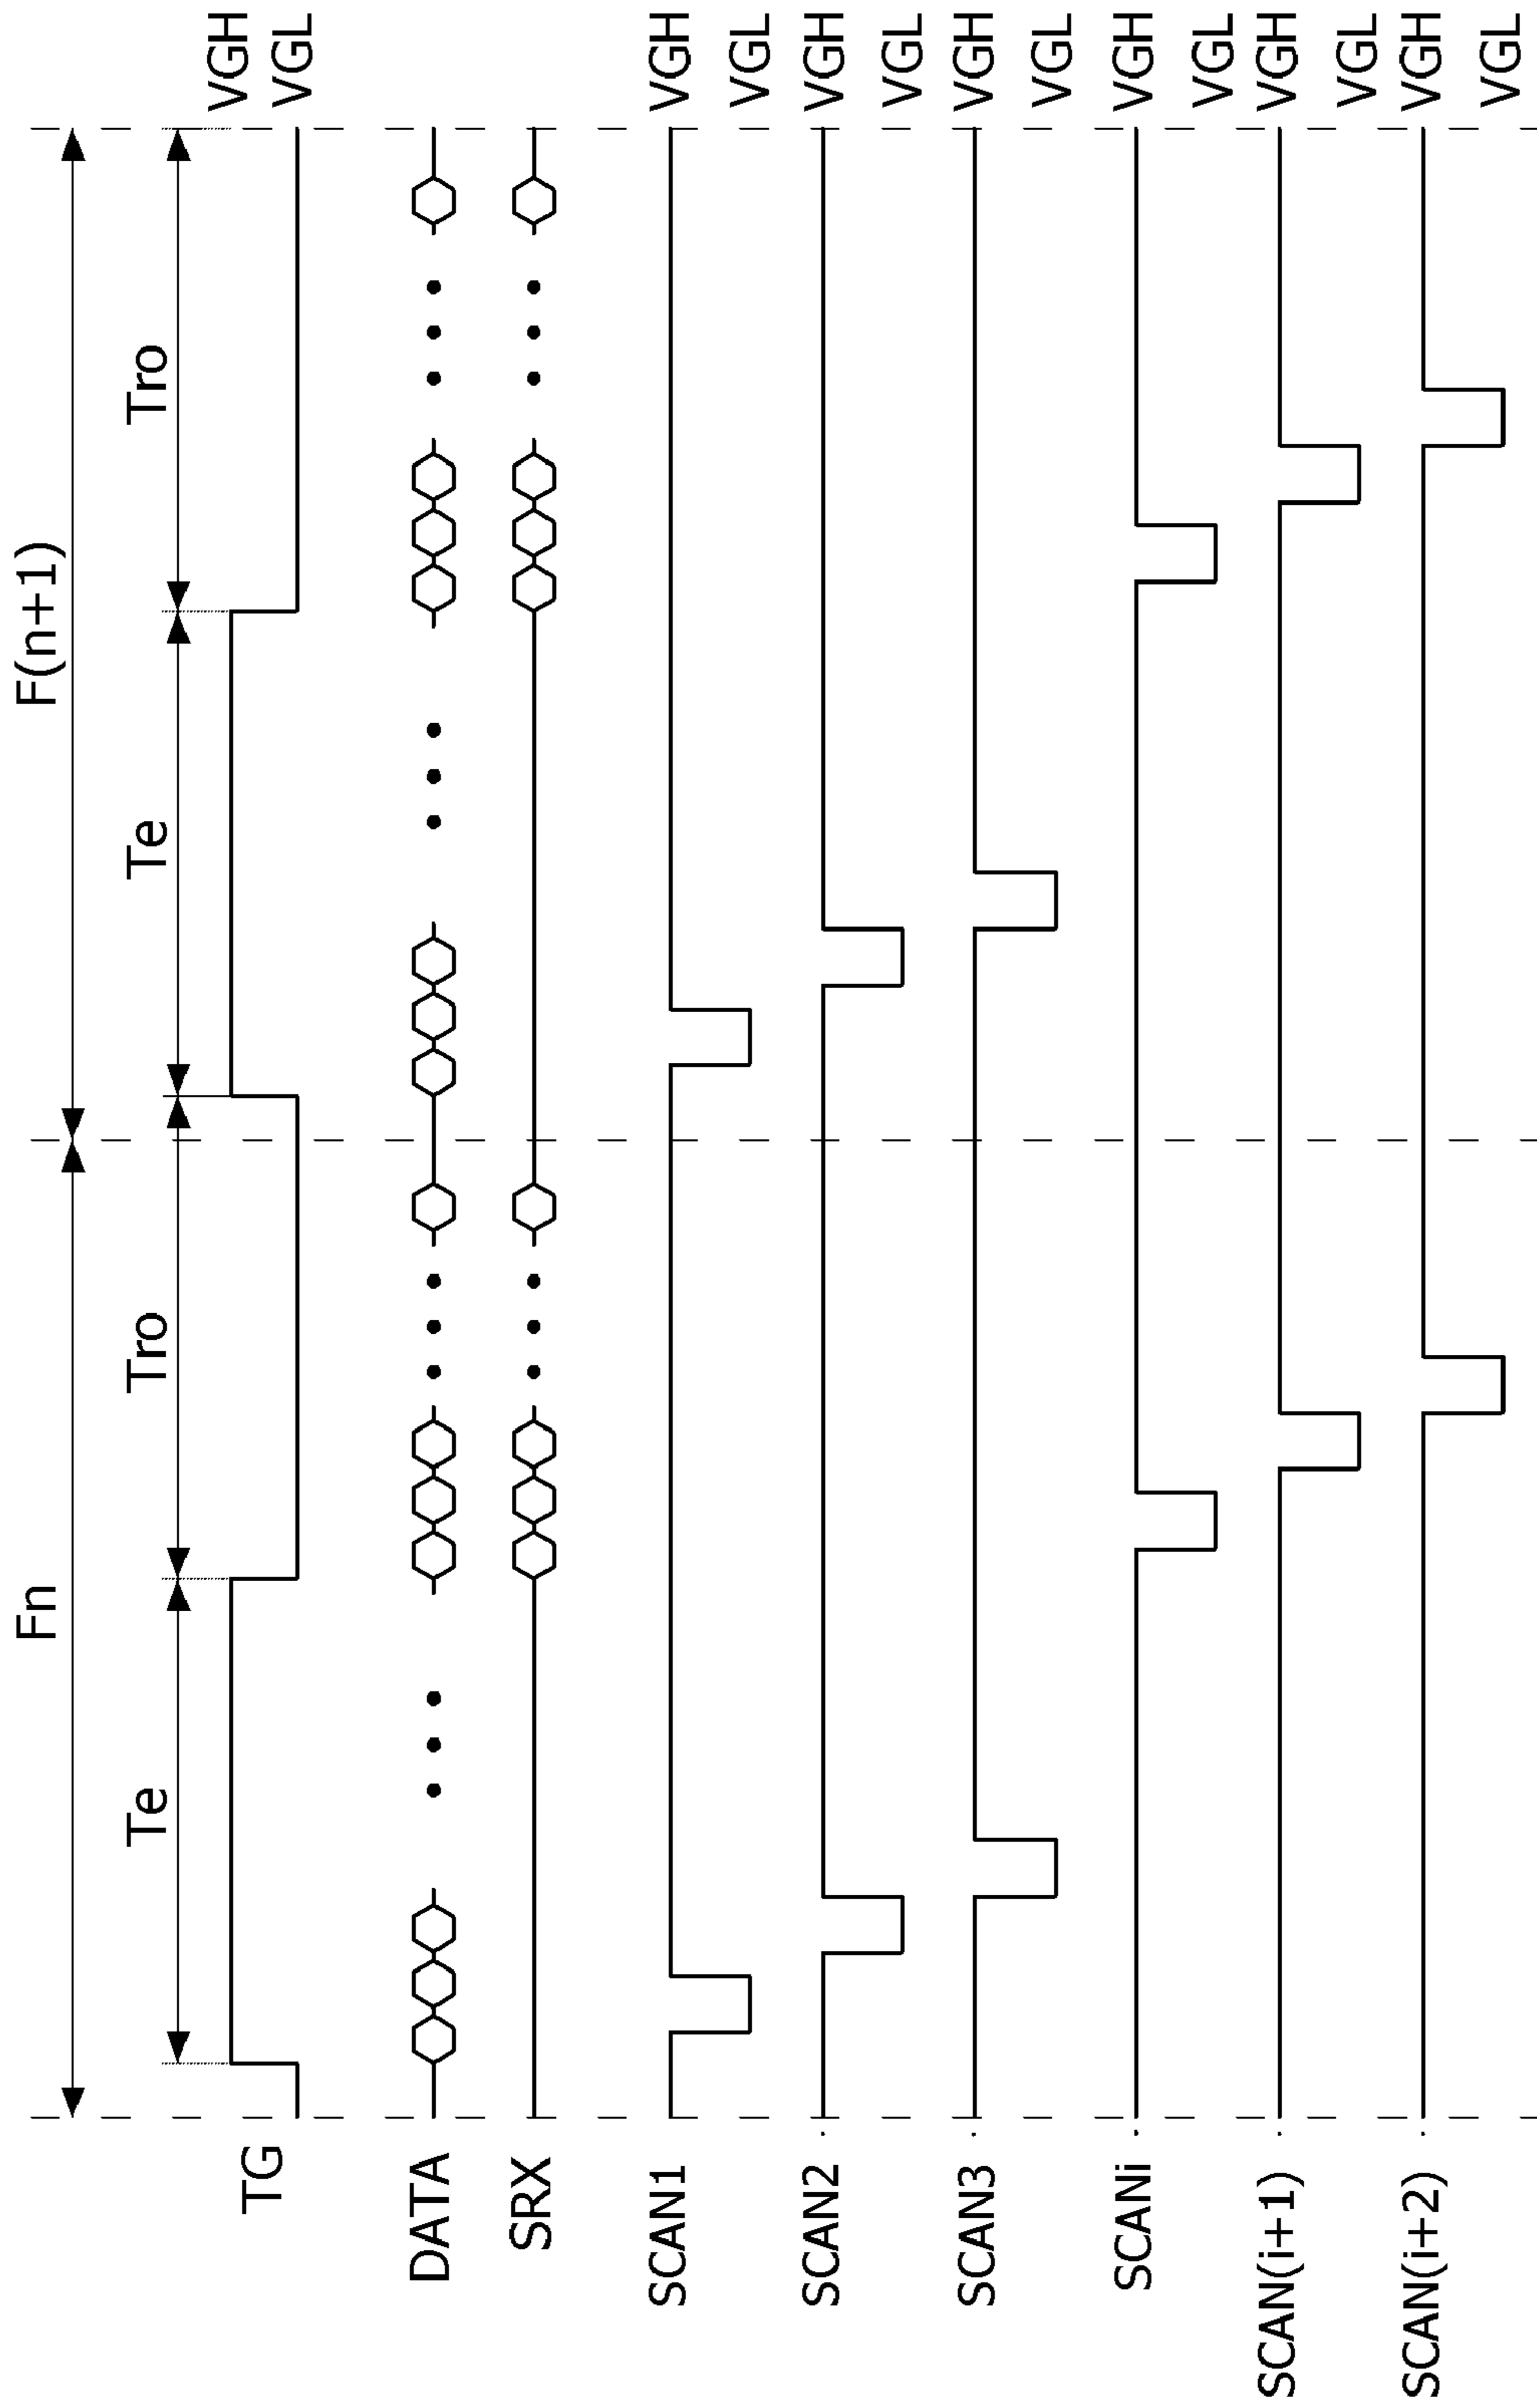 Fn F(n+1)
Te Tro Te Tro
TG VGH
VGL
DATA
SRX
SCAN1 VGH
VGL
SCAN2 VGH
VGL
SCAN3 VGH
VGL
SCANi VGH
VGL
SCAN(i+1) VGH
VGL
SCAN(i+2) VGH
VGL